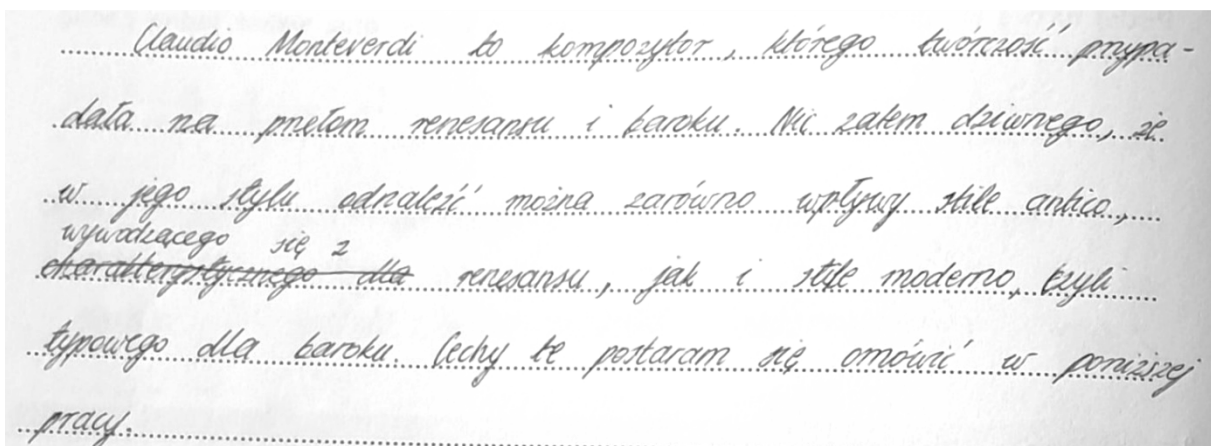 Claudio Monteverdi to kompozytor, którego twórczość przypa-
dała na przełom renesansu i baroku. Nic zatem dziwnego, że
w jego stylu odnaleźć można zarówno wpływy stile antico,
wywodzącego się z
charakterystycznego dla renesansu, jak i stile moderno, czyli
typowego dla baroku. Cechy te postaram się omówić w poniższej
pracy.